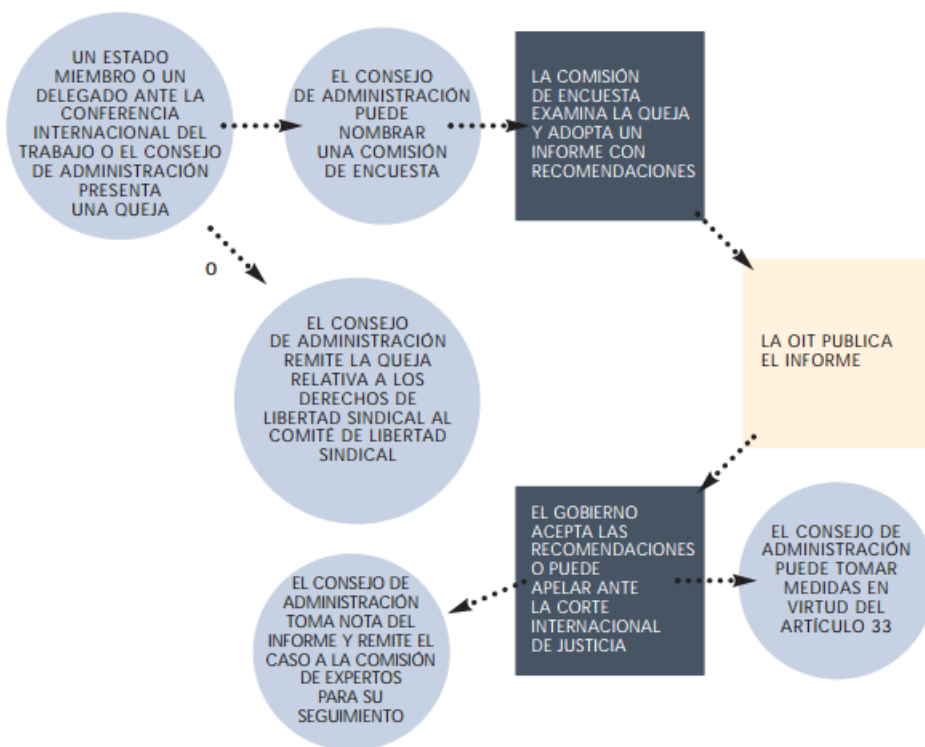 UN ESTADO
MIEMBRO O UN
DELEGADO ANTE LA
CONFERENCIA
INTERNACIONAL DEL
TRABAJO O EL CONSEJO
DE ADMINISTRACIÓN
PRESENTA
UNA QUEJA
EL CONSEJO
DE ADMINISTRACIÓN
PUEDE
NOMBRAR
UNA COMISIÓN
DE ENCUESTA
LA COMISIÓN
DE ENCUESTA
EXAMINA LA QUEJA
Y ADOPTA UN
INFORME CON
RECOMENDACIONES
O
EL CONSEJO
DE ADMINISTRACIÓN
REMITE LA QUEJA
RELATIVA A LOS
DERECHOS DE
LIBERTAD SINDICAL AL
COMITÉ DE LIBERTAD
SINDICAL
LA OIT PUBLICA
EL INFORME
EL GOBIERNO
ACEPTA LAS
RECOMENDACIONES
O PUEDE
APELAR ANTE
LA CORTE
INTERNACIONAL
DE JUSTICIA
EL CONSEJO DE
ADMINISTRACIÓN
PUEDE TOMAR
MEDIDAS EN
VIRTUD DEL
ARTÍCULO 33
EL CONSEJO DE
ADMINISTRACIÓN
TOMA NOTA DEL
INFORME Y REMITE EL
CASO A LA COMISIÓN
DE EXPERTOS
PARA SU
SEGUIMIENTO